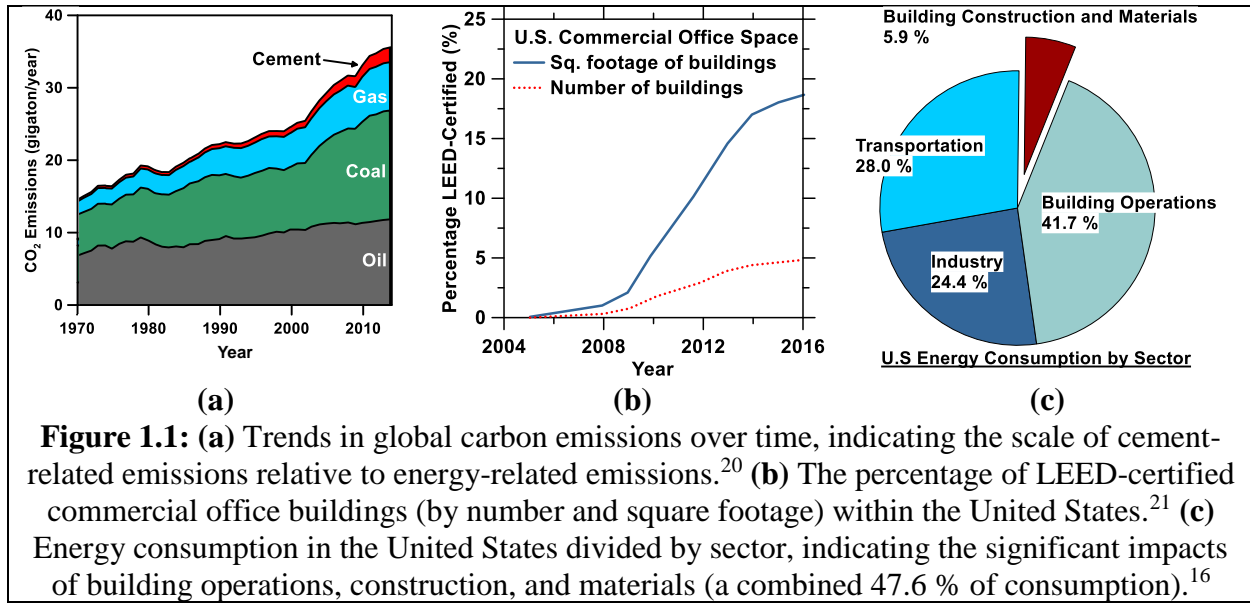 40
30
20
10
0
CO2 Emissions (gigaton/year)
Cement
Gas
Coal
Oil
1970
1980
1990
2000
2010
Year
(a)
25
20
15
10
5
0
Percentage LEED-Certified (%)
U.S. Commercial Office Space
Sq. footage of buildings
Number of buildings
2004
2008
2012
2016
Year
(b)
Building Construction and Materials
5.9 %
Transportation
28.0 %
Building Operations
41.7 %
Industry
24.4 %
U.S Energy Consumption by Sector
(c)
Figure 1.1: (a) Trends in global carbon emissions over time, indicating the scale of cement-
related emissions relative to energy-related emissions.20 (b) The percentage of LEED-certified
commercial office buildings (by number and square footage) within the United States.21 (c)
Energy consumption in the United States divided by sector, indicating the significant impacts
of building operations, construction, and materials (a combined 47.6 % of consumption).16